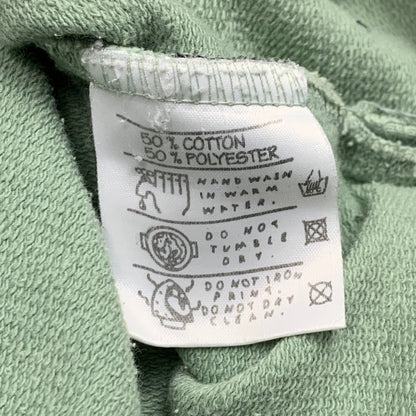 50% COTTON
50% POLYESTER
HAND WASH
IN WARM
WATER.
DO NOT
TUMBLE
DRY.
DO NOT IRON
PRINT.
DO NOT DRY
CLEAN.